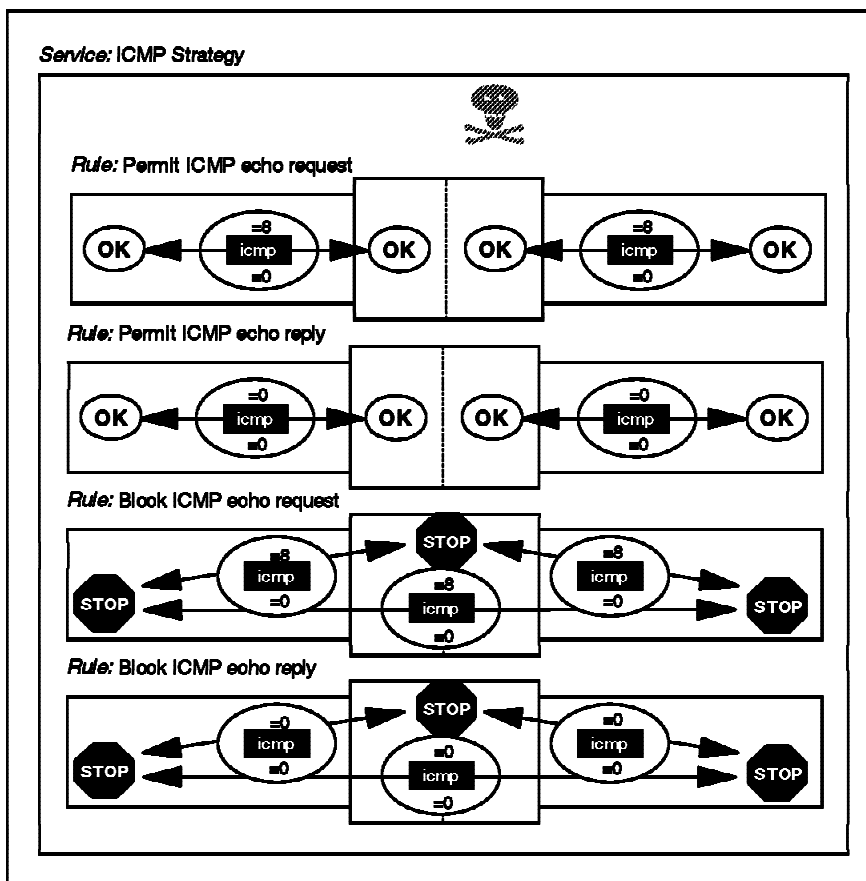 Service: ICMP Strategy
Rule: Permit ICMP echo request
=8 =8
OK icmp OK OK icmp OK
=0 =0
Rule: Permit ICMP echo reply
=0 =0
OK icmp OK OK icmp OK
=0 =0
Rule: Block ICMP echo request
STOP
=8 =8
icmp icmp
=0 =8 =0
STOP icmp STOP
=0
Rule: Block ICMP echo reply
STOP
=0 =0
icmp icmp
=0 =0 =0
STOP icmp STOP
=0